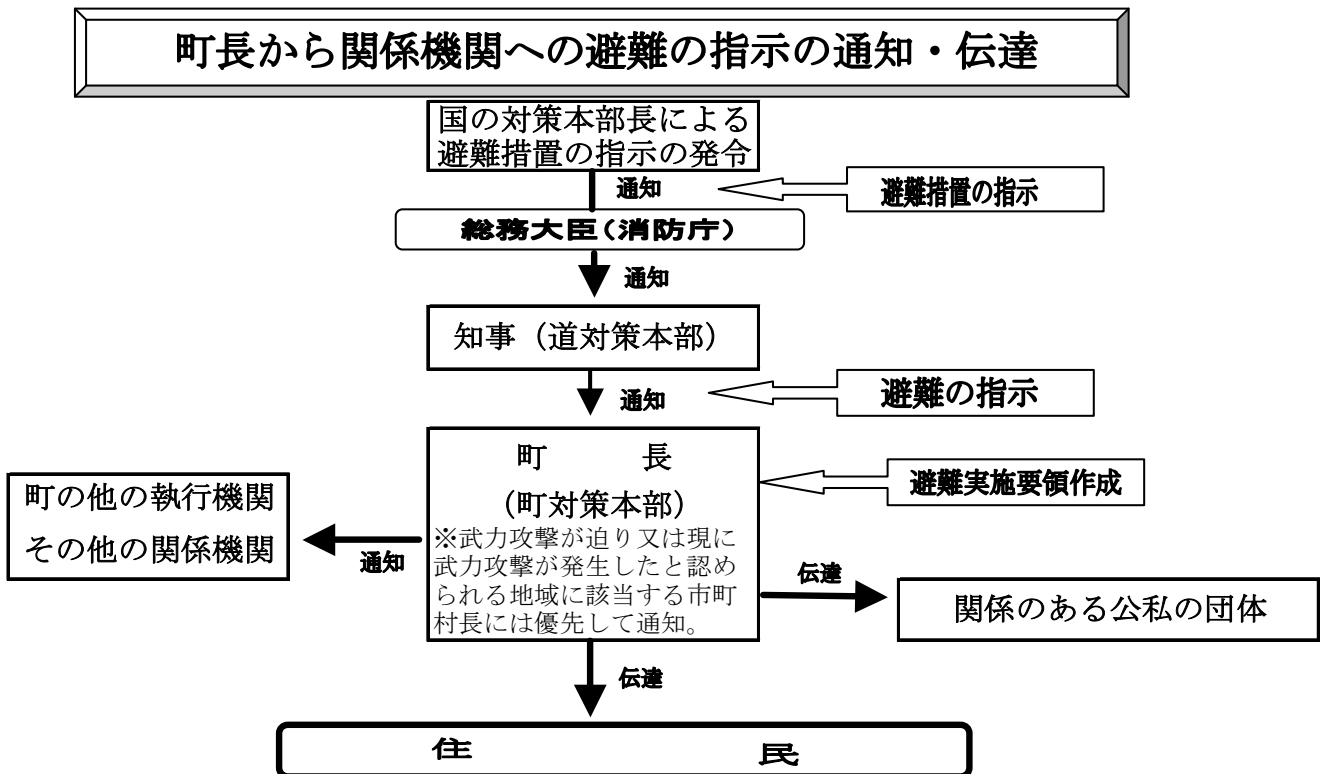 町長から関係機関への避難の指示の通知・伝達
国の対策本部長による
避難措置の指示の発令
通知
避難措置の指示
総務大臣(消防庁)
通知
知事（道対策本部）
通知
避難の指示
町　　　長
（町対策本部）
※武力攻撃が迫り又は現に
武力攻撃が発生したと認め
られる地域に該当する市町
村長には優先して通知。
避難実施要領作成
町の他の執行機関
その他の関係機関
通知
伝達
関係のある公私の団体
伝達
住　　　民